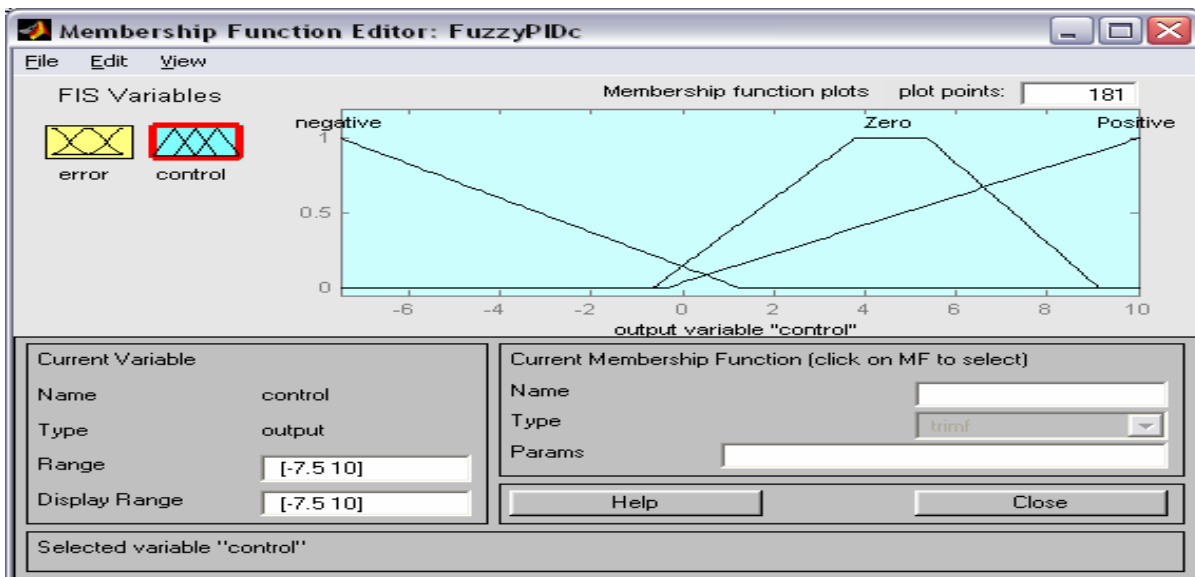 Membership Function Editor: FuzzyPIDc
File Edit View
FIS Variables
Membership function plots plot points: 181
error control
negative Zero Positive
1
0.5
0
-6 -4 -2 0 2 4 6 8 10
output variable "control"
Current Variable
Name control
Type output
Range [-7.5 10]
Display Range [-7.5 10]
Current Membership Function (click on MF to select)
Name
Type trimf
Params
Help Close
Selected variable "control"